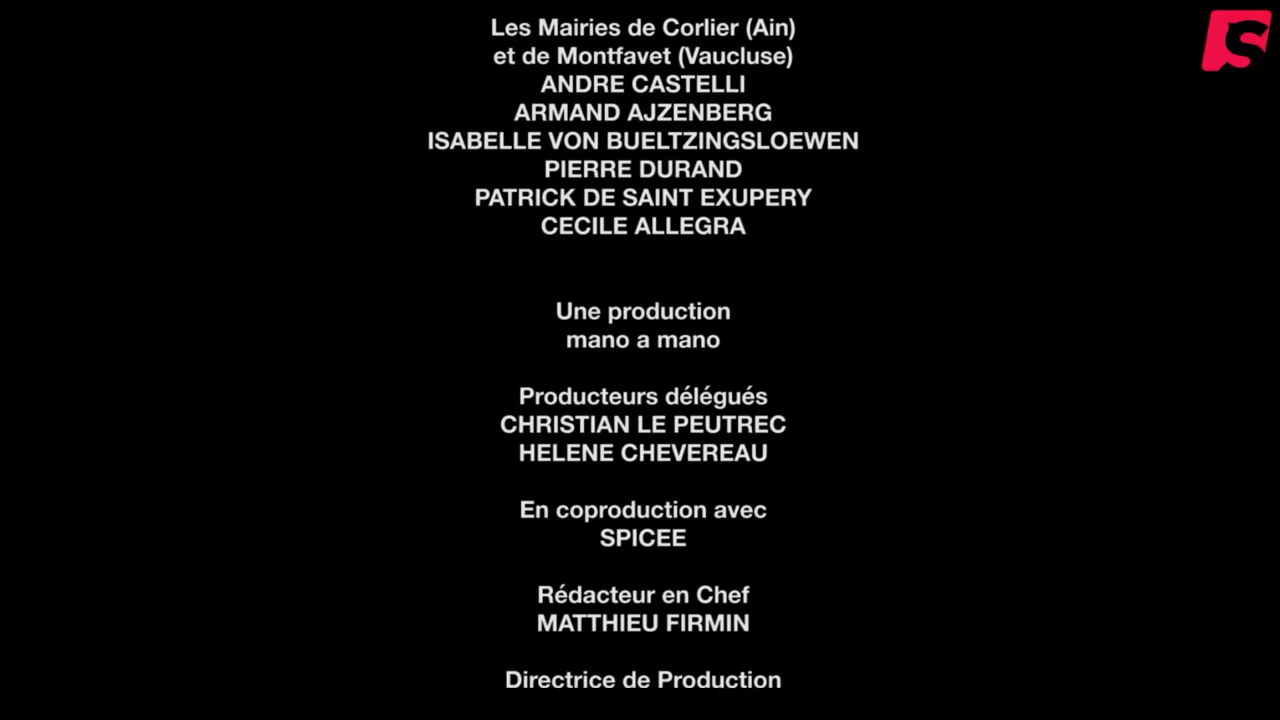 Les Mairies de Corlier (Ain)
et de Montfavet (Vaucluse)
ANDRE CASTELLI
ARMAND AJZENBERG
ISABELLE VON BUELTZINGSLOEWEN
PIERRE DURAND
PATRICK DE SAINT EXUPERY
CECILE ALLEGRA
Une production
mano a mano
Producteurs délégués
CHRISTIAN LE PEUTREC
HELENE CHEVEREAU
En coproduction avec
SPICEE
Rédacteur en Chef
MATTHIEU FIRMIN
Directrice de Production